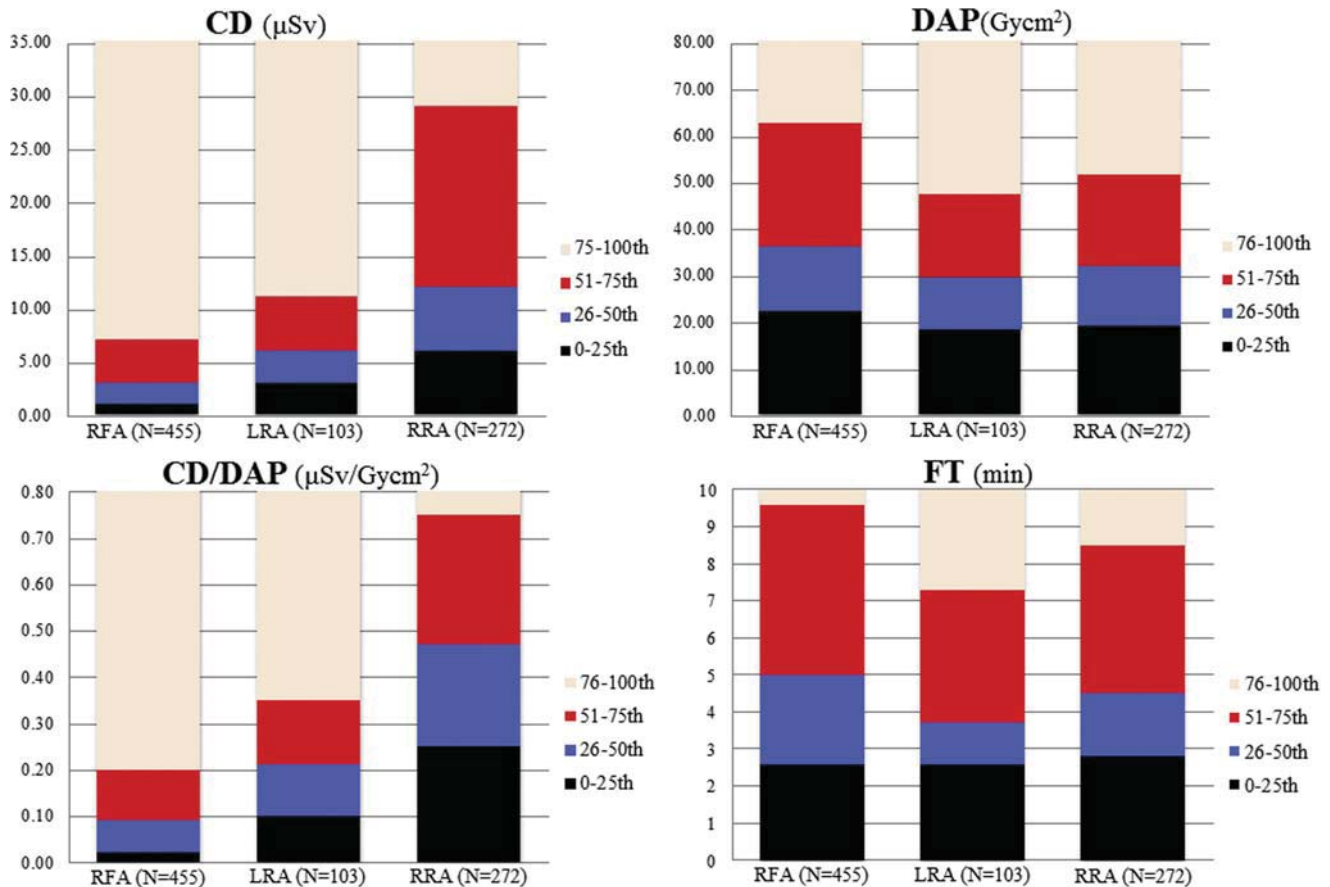 CD (μSv)
35.00
30.00
25.00
20.00
15.00
10.00
5.00
0.00
RFA (N=455) LRA (N=103) RRA (N=272)
75-100th
51-75th
26-50th
0-25th
DAP(Gycm²)
80.00
70.00
60.00
50.00
40.00
30.00
20.00
10.00
0.00
RFA (N=455) LRA (N=103) RRA (N=272)
76-100th
51-75th
26-50th
0-25th
CD/DAP (μSv/Gycm²)
0.80
0.70
0.60
0.50
0.40
0.30
0.20
0.10
0.00
RFA (N=455) LRA (N=103) RRA (N=272)
76-100th
51-75th
26-50th
0-25th
FT (min)
10
9
8
7
6
5
4
3
2
1
0
RFA (N=455) LRA (N=103) RRA (N=272)
76-100th
51-75th
26-50th
0-25th